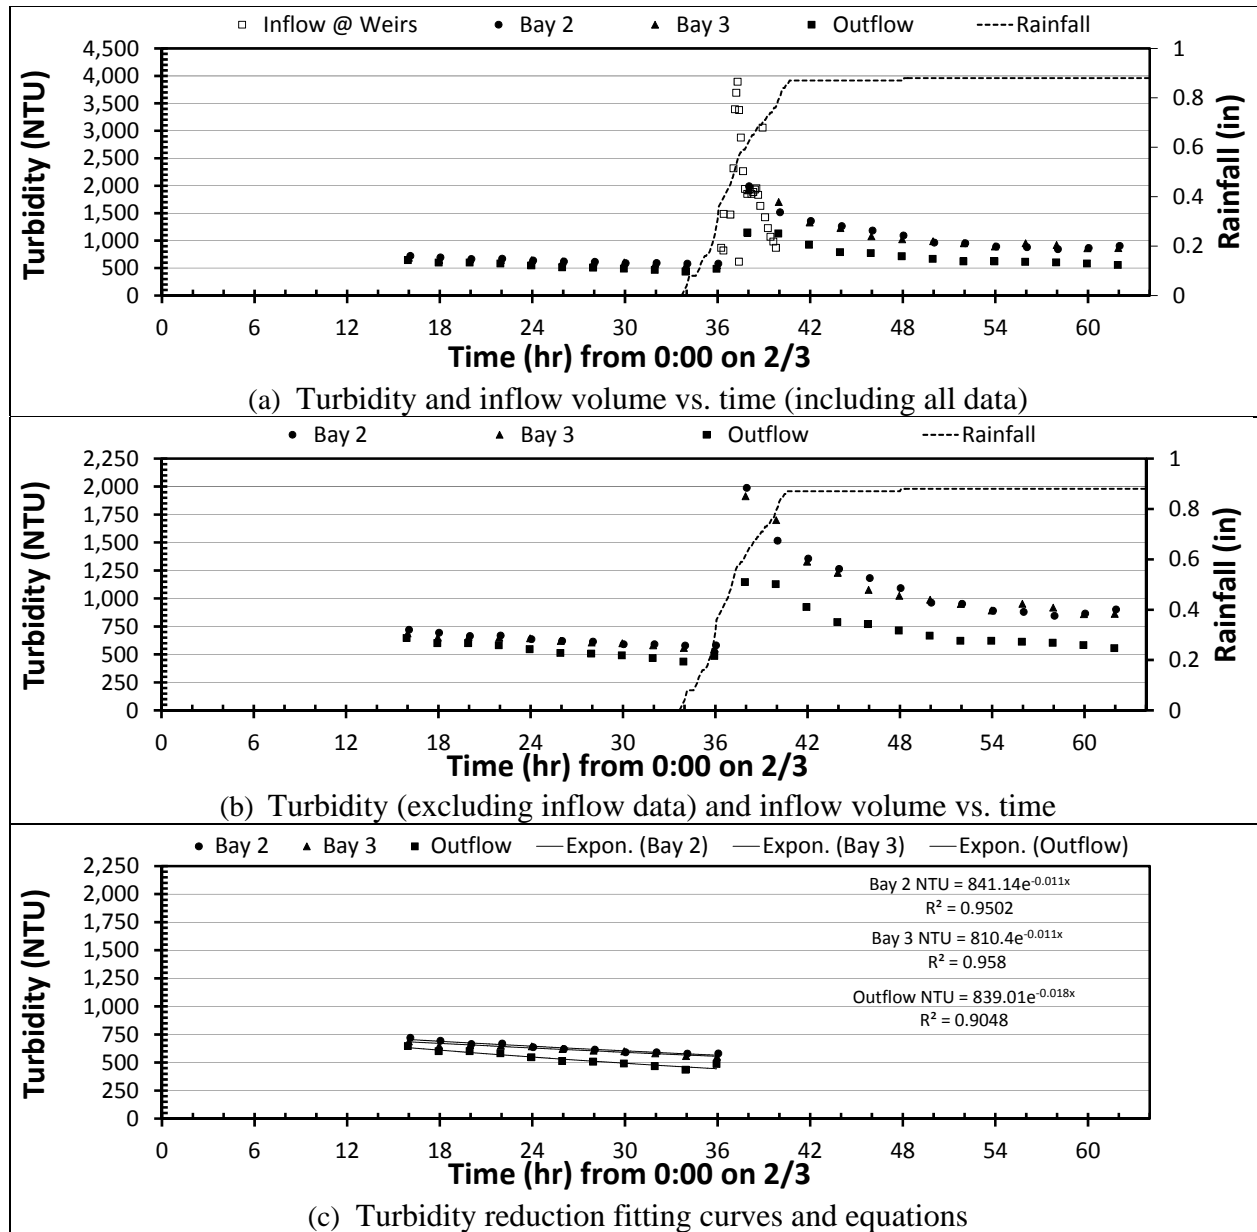 Inflow @ Weirs Bay 2 Bay 3 Outflow Rainfall
4,500
4,000
3,500
3,000
2,500
2,000
1,500
1,000
500
0
Turbidity (NTU)
1
0.8
0.6
0.4
0.2
0
Rainfall (in)
0 6 12 18 24 30 36 42 48 54 60
Time (hr) from 0:00 on 2/3
(a) Turbidity and inflow volume vs. time (including all data)
Bay 2 Bay 3 Outflow Rainfall
2,250
2,000
1,750
1,500
1,250
1,000
750
500
250
0
Turbidity (NTU)
1
0.8
0.6
0.4
0.2
0
Rainfall (in)
0 6 12 18 24 30 36 42 48 54 60
Time (hr) from 0:00 on 2/3
(b) Turbidity (excluding inflow data) and inflow volume vs. time
Bay 2 Bay 3 Outflow Expon. (Bay 2) Expon. (Bay 3) Expon. (Outflow)
2,250
2,000
1,750
1,500
1,250
1,000
750
500
250
0
Turbidity (NTU)
Bay 2 NTU = 841.14e^-0.011x
R² = 0.9502
Bay 3 NTU = 810.4e^-0.011x
R² = 0.958
Outflow NTU = 839.01e^-0.018x
R² = 0.9048
0 6 12 18 24 30 36 42 48 54 60
Time (hr) from 0:00 on 2/3
(c) Turbidity reduction fitting curves and equations